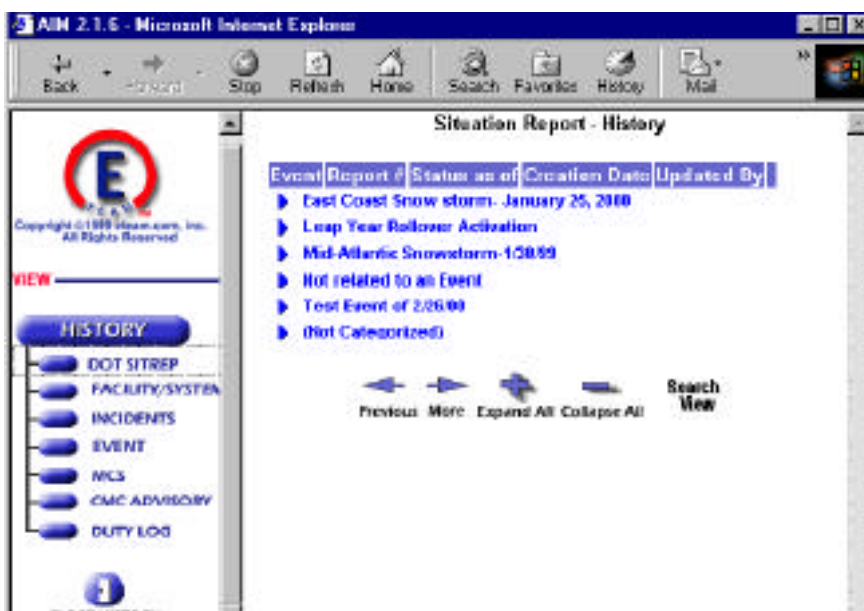 AIM 2.1.6 - Microsoft Internet Explorer
Back Forward Stop Refresh Home Search Favorites History Mail
Situation Report - History
Event Report # Status as of Creation Date Updated By
East Coast Snow storm- January 25, 2000
Leap Year Rollover Activation
Mid-Atlantic Snowstorm-1/30/99
Not related to an Event
Test Event of 2/26/00
(Not Categorized)
Previous More Expand All Collapse All Search View
E
TEAM
Copyright ©1999 eteam.com, inc.
All Rights Reserved
VIEW
HISTORY
DOT SITREP
FACILITY/SYSTEM
INCIDENTS
EVENT
MCS
CMC ADVISORY
DUTY LOG